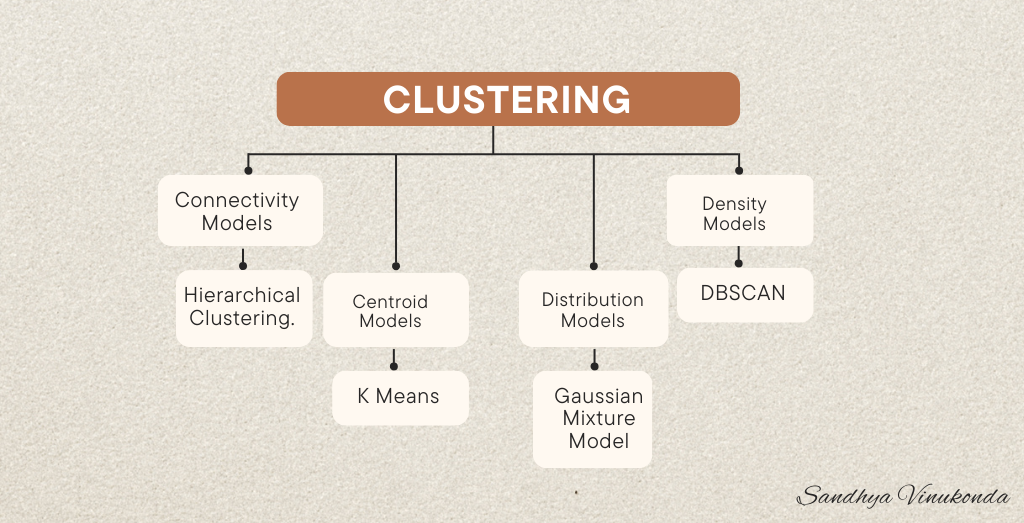 CLUSTERING
Connectivity
Models
Hierarchical
Clustering.
Centroid
Models
K Means
Distribution
Models
Gaussian
Mixture
Model
Density
Models
DBSCAN
Sandhya Vinukonda